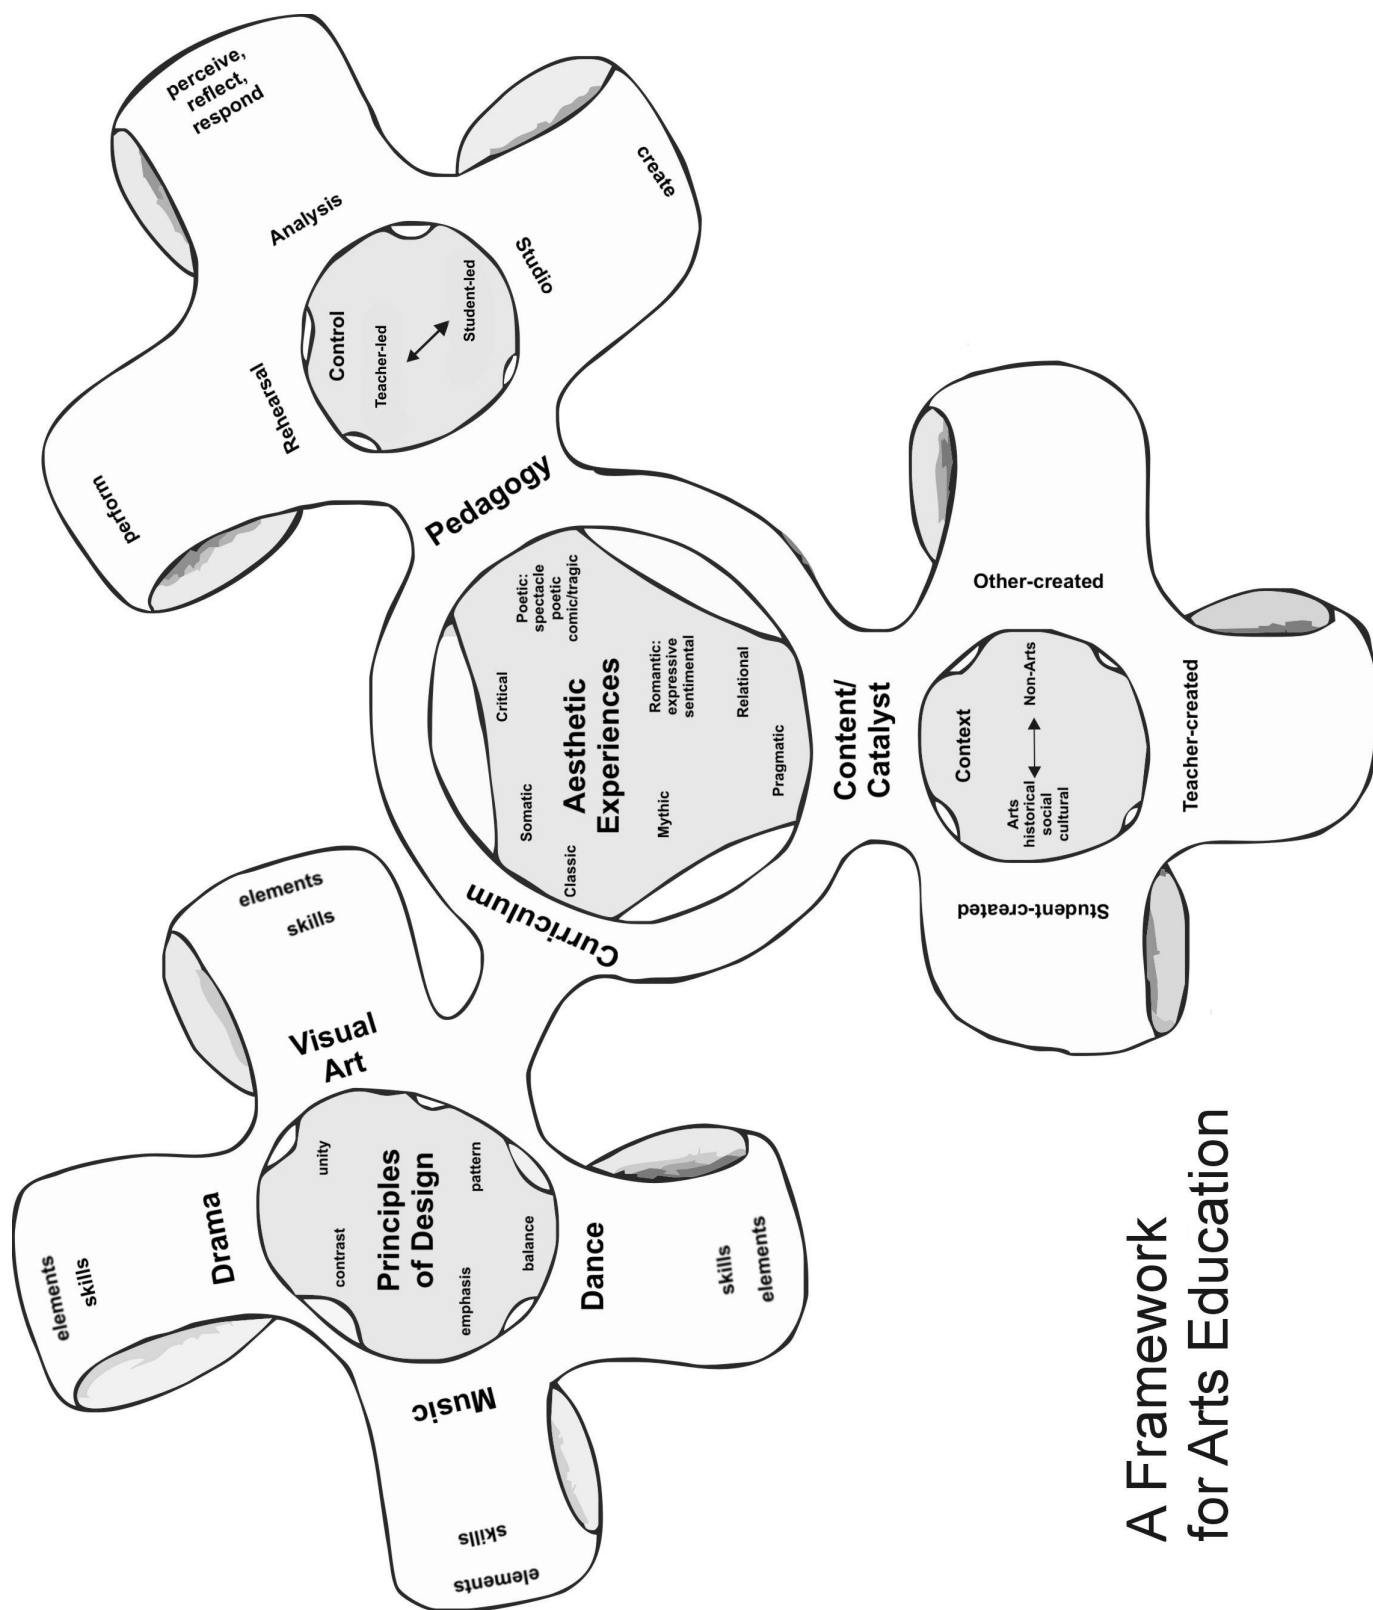 A Framework
for Arts Education
Curriculum
Music
elements
skills
Drama
elements
skills
Visual
Art
elements
skills
Dance
skills
elements
Principles
of Design
contrast
unity
emphasis
pattern
balance
Aesthetic
Experiences
Somatic
Critical
Classic
Poetic:
spectacle
poetic
comic/tragic
Mythic
Romantic:
expressive
sentimental
Relational
Pragmatic
Pedagogy
Rehearsal
perform
Analysis
perceive,
reflect,
respond
Studio
create
Control
Teacher-led
Student-led
Content/
Catalyst
Student-created
Teacher-created
Other-created
Context
Arts
historical
social
cultural
Non-Arts